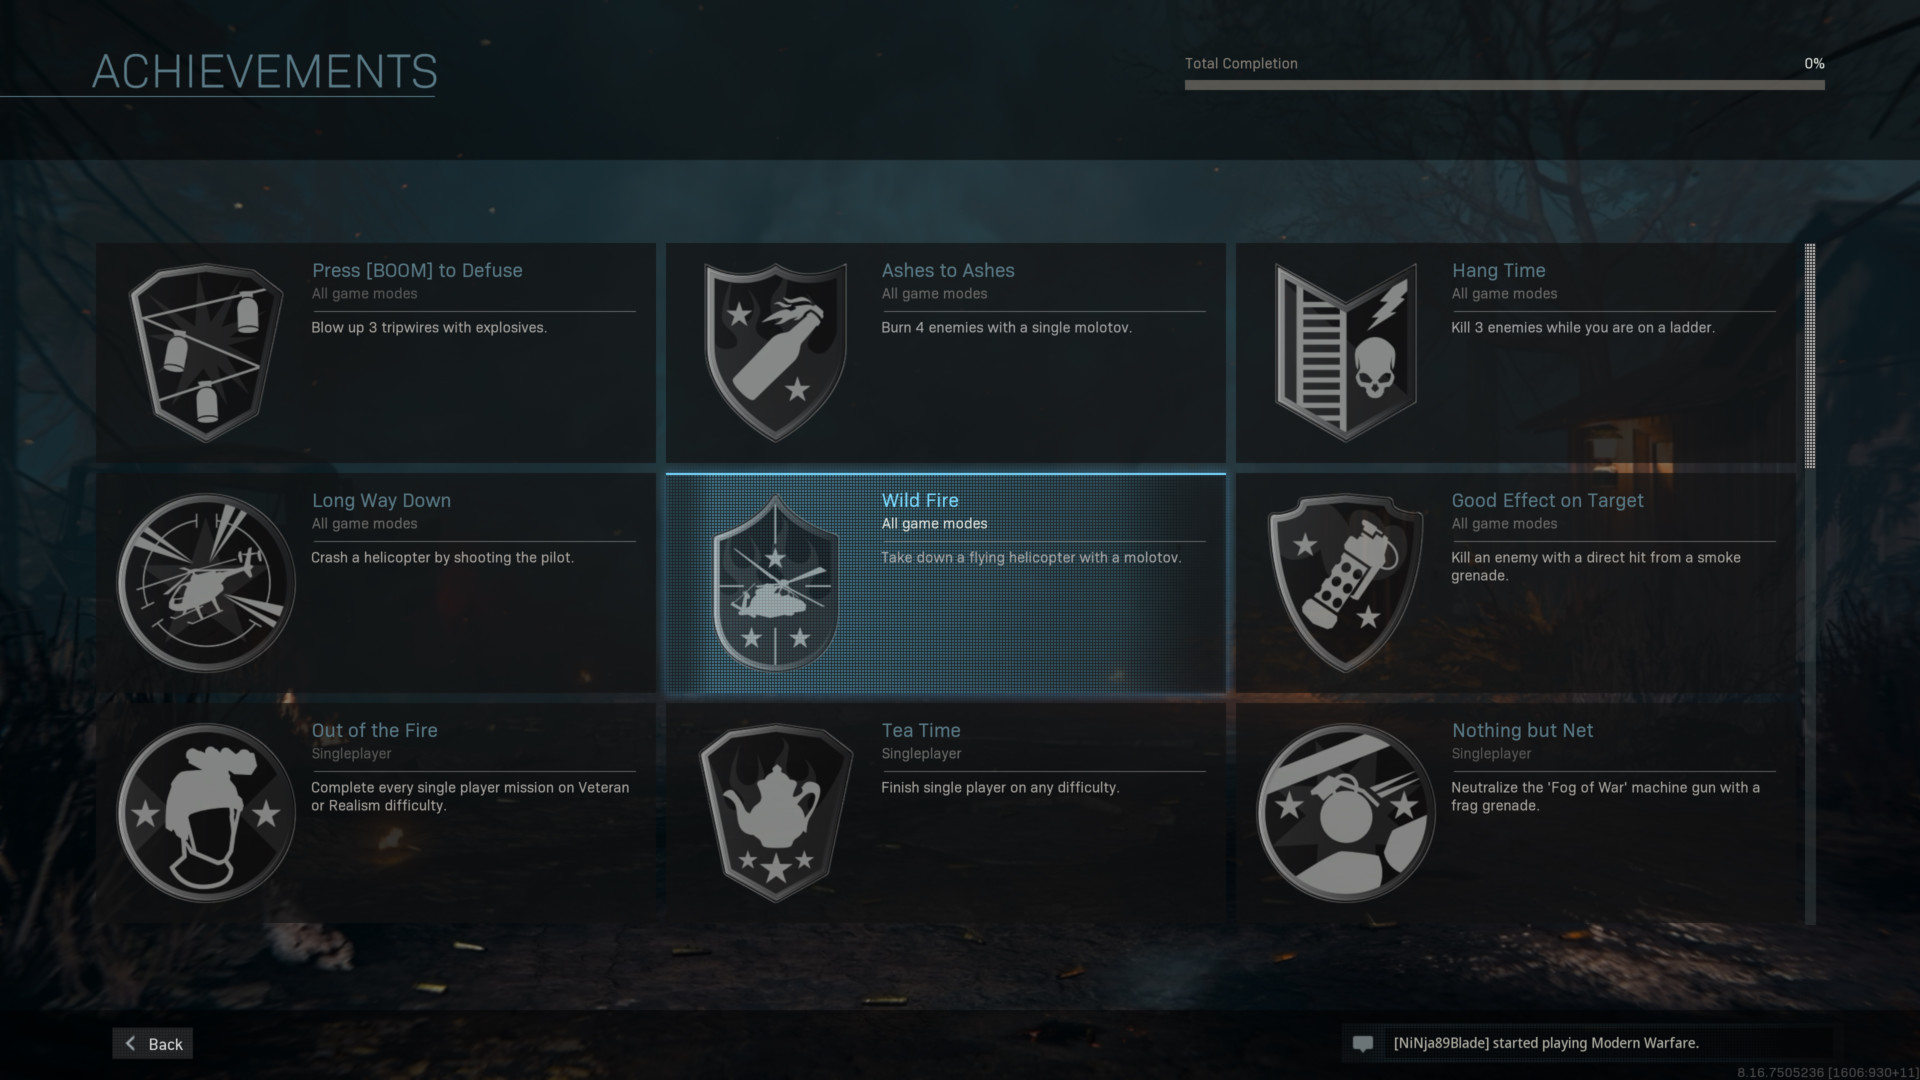 ACHIEVEMENTS
Total Completion
0%
Press [BOOM] to Defuse
All game modes
Blow up 3 tripwires with explosives.
Ashes to Ashes
All game modes
Burn 4 enemies with a single molotov.
Hang Time
All game modes
Kill 3 enemies while you are on a ladder.
Long Way Down
All game modes
Crash a helicopter by shooting the pilot.
Wild Fire
All game modes
Take down a flying helicopter with a molotov.
Good Effect on Target
All game modes
Kill an enemy with a direct hit from a smoke
grenade.
Out of the Fire
Singleplayer
Complete every single player mission on Veteran
or Realism difficulty.
Tea Time
Singleplayer
Finish single player on any difficulty.
Nothing but Net
Singleplayer
Neutralize the 'Fog of War' machine gun with a
frag grenade.
Back
[NiNja89Blade] started playing Modern Warfare.
8.16.7505236 [1606:930+11]